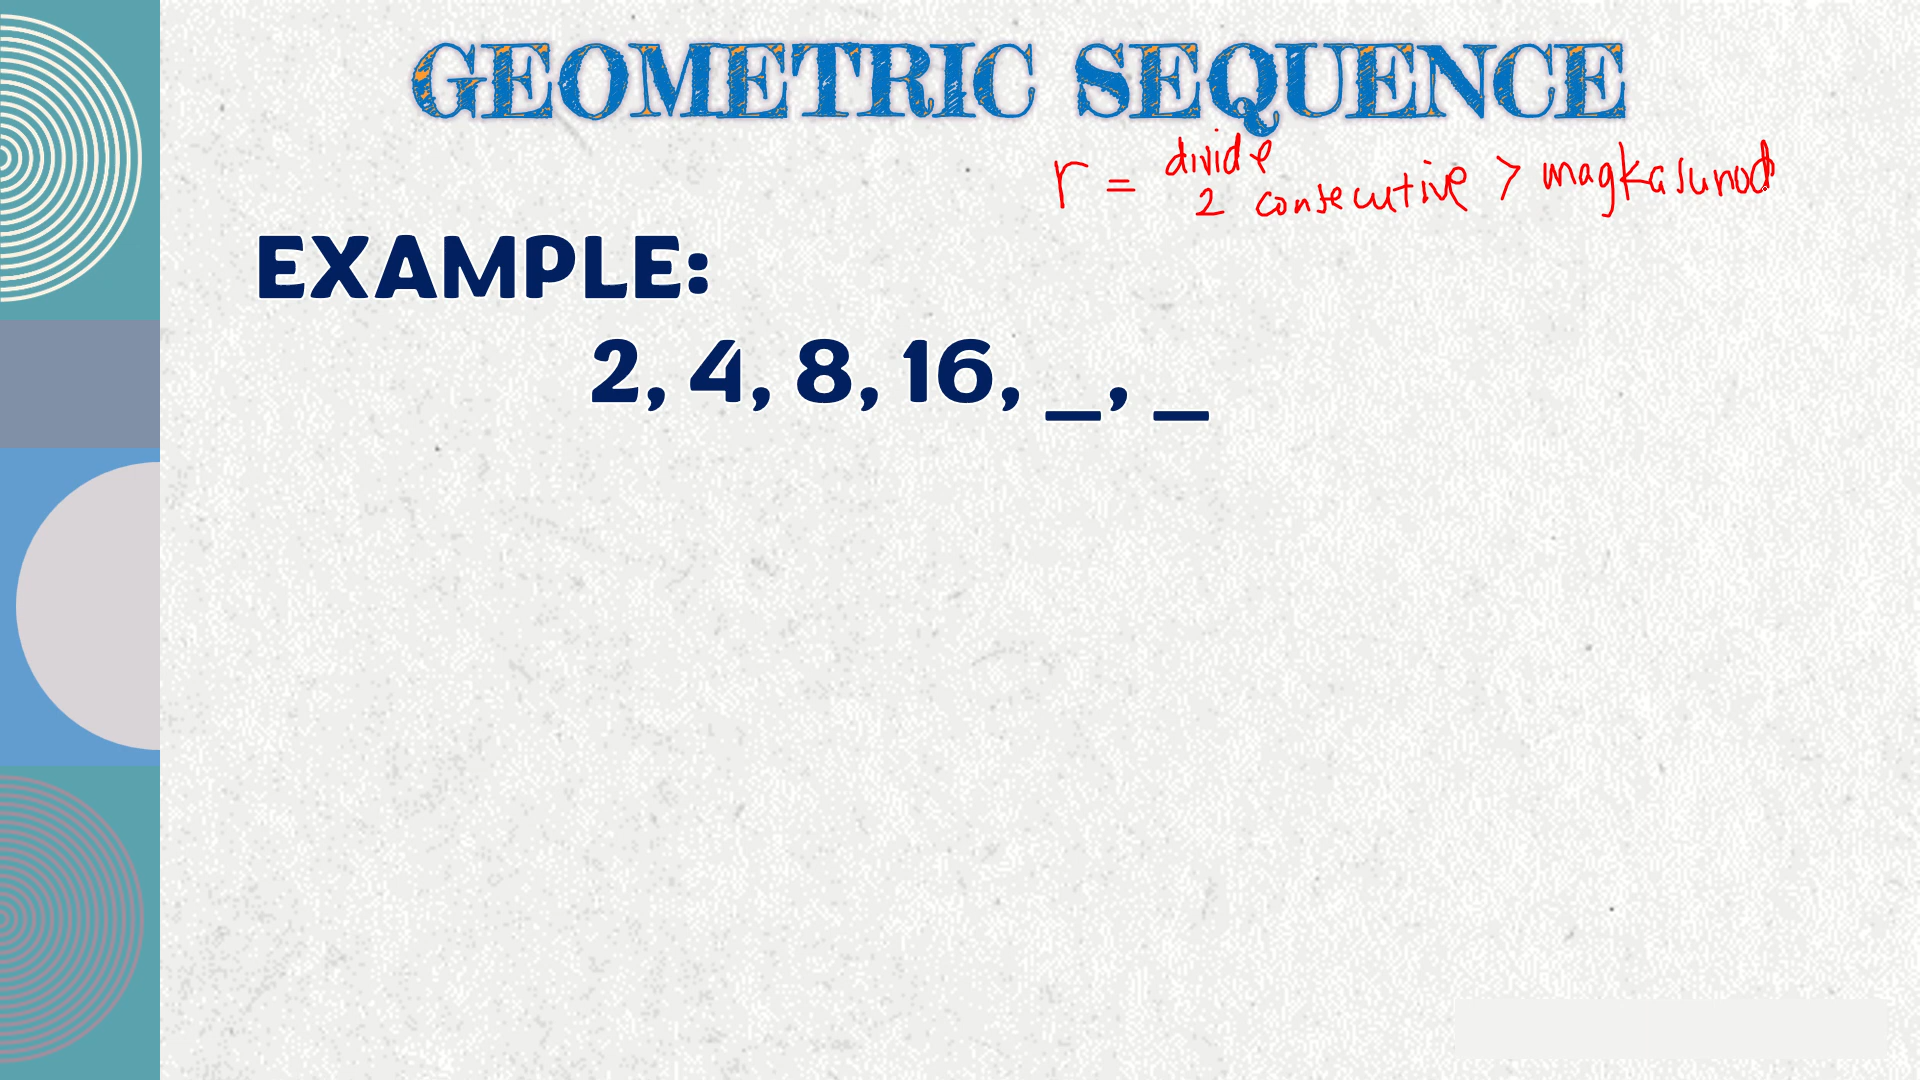 GEOMETRIC SEQUENCE
r = divide
2 consecutive > magkasunod
EXAMPLE:
2, 4, 8, 16, _, _